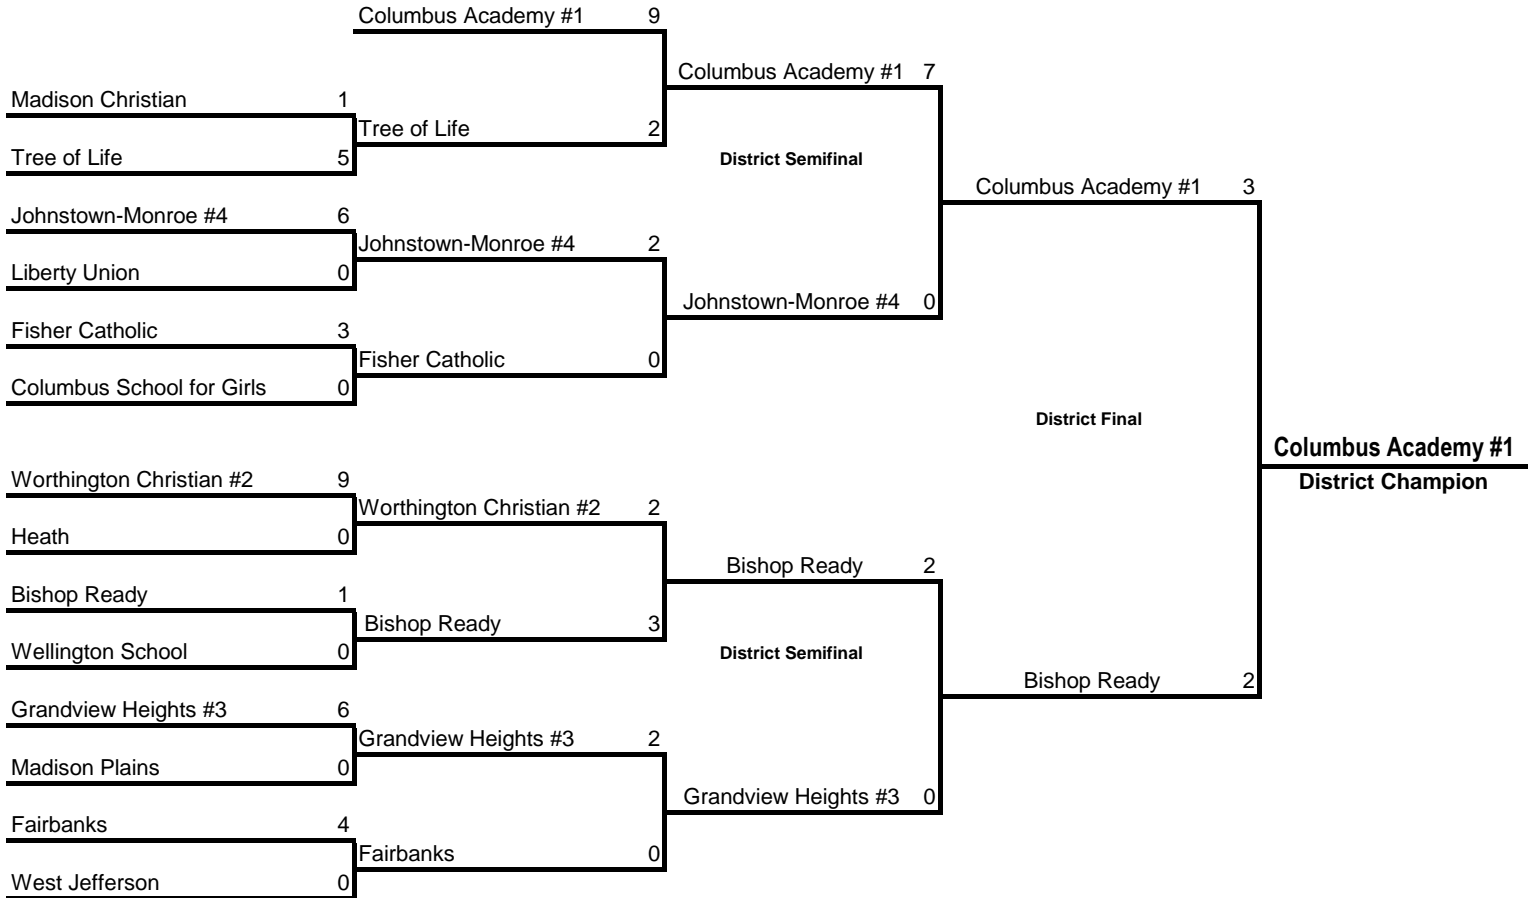 Columbus Academy #1 9
Columbus Academy #1 7
Madison Christian 1
Tree of Life 2
Tree of Life 5
District Semifinal
Columbus Academy #1 3
Johnstown-Monroe #4 6
Johnstown-Monroe #4 2
Liberty Union 0
Johnstown-Monroe #4 0
Fisher Catholic 3
Fisher Catholic 0
Columbus School for Girls 0
District Final
Columbus Academy #1
District Champion
Worthington Christian #2 9
Worthington Christian #2 2
Heath 0
Bishop Ready 2
Bishop Ready 1
Bishop Ready 3
Wellington School 0
District Semifinal
Bishop Ready 2
Grandview Heights #3 6
Grandview Heights #3 2
Madison Plains 0
Grandview Heights #3 0
Fairbanks 4
Fairbanks 0
West Jefferson 0